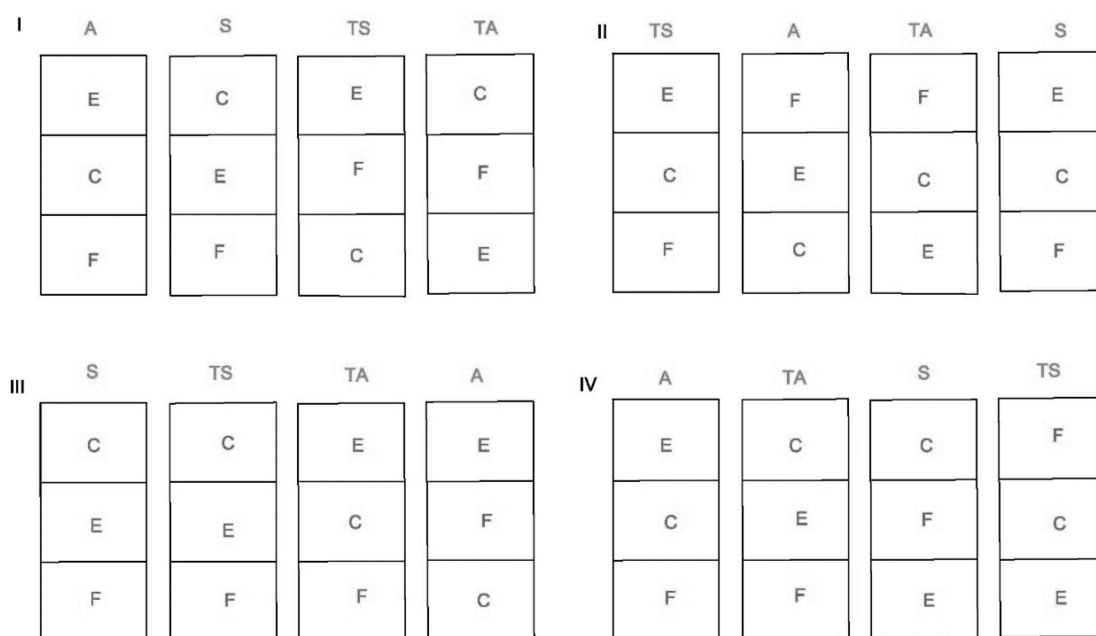 I A S TS TA II TS A TA S
E C E C E F F E
C E F F C E C C
F F C E F C E F
III S TS TA A IV A TA S TS
C C E E E C C F
E E C F C E F C
F F F C F F E E